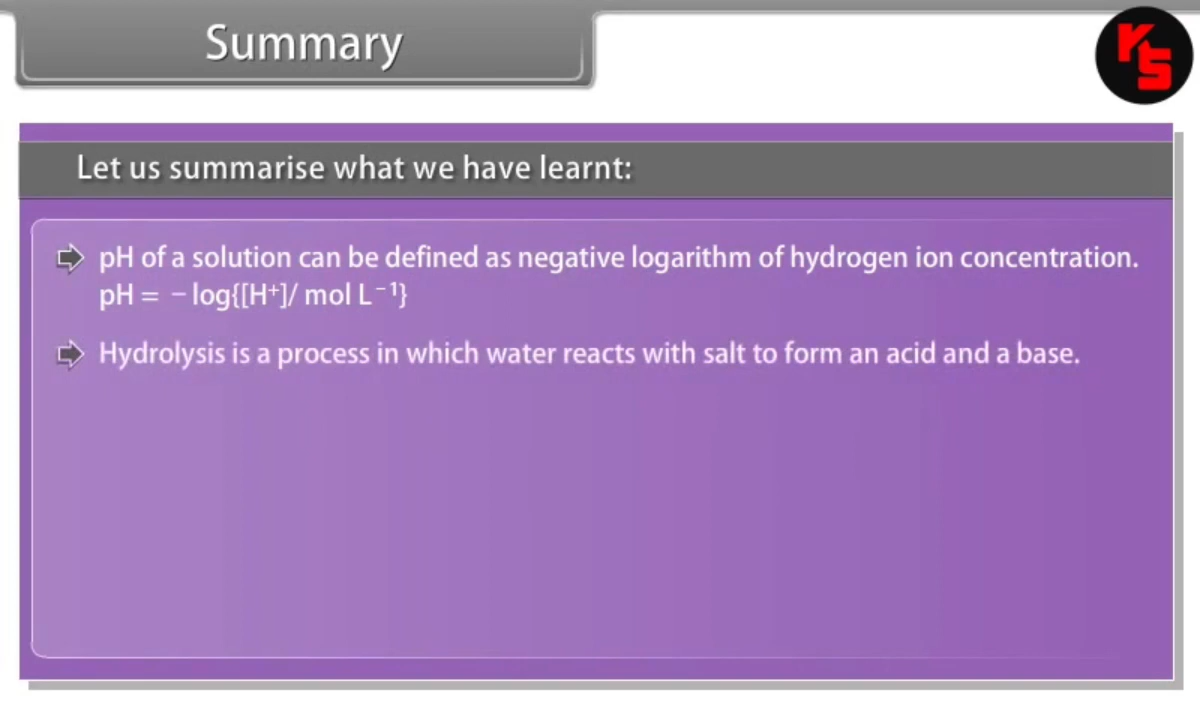 Summary
KS
Let us summarise what we have learnt:
pH of a solution can be defined as negative logarithm of hydrogen ion concentration.
pH = – log{[H⁺]/ mol L⁻¹}
Hydrolysis is a process in which water reacts with salt to form an acid and a base.